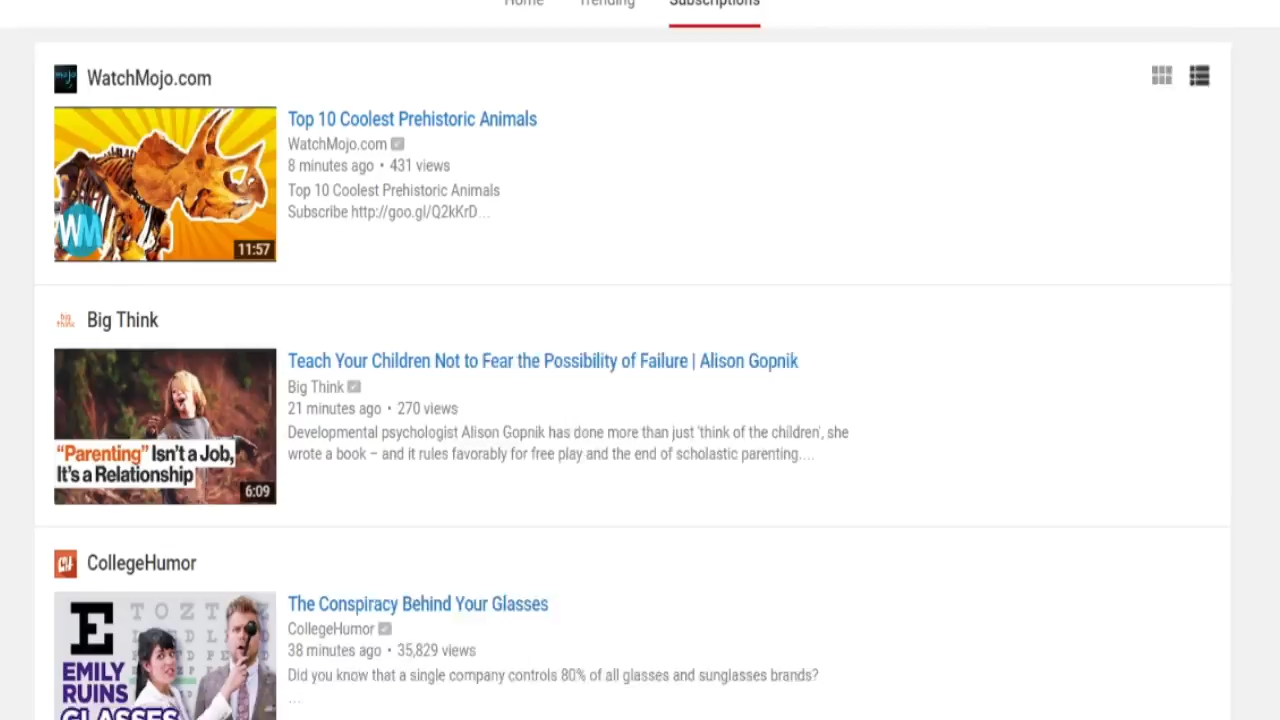 Home Trending Subscriptions
WatchMojo.com
Top 10 Coolest Prehistoric Animals
WatchMojo.com
8 minutes ago • 431 views
Top 10 Coolest Prehistoric Animals
Subscribe http://goo.gl/Q2kKrD...
WM
11:57
big think
Big Think
Teach Your Children Not to Fear the Possibility of Failure | Alison Gopnik
Big Think
21 minutes ago • 270 views
Developmental psychologist Alison Gopnik has done more than just 'think of the children', she
wrote a book – and it rules favorably for free play and the end of scholastic parenting....
“Parenting” Isn't a Job,
It's a Relationship
6:09
CH
CollegeHumor
The Conspiracy Behind Your Glasses
CollegeHumor
38 minutes ago • 35,829 views
Did you know that a single company controls 80% of all glasses and sunglasses brands?
...
E
T O Z T
EMILY
RUINS
GLASSES